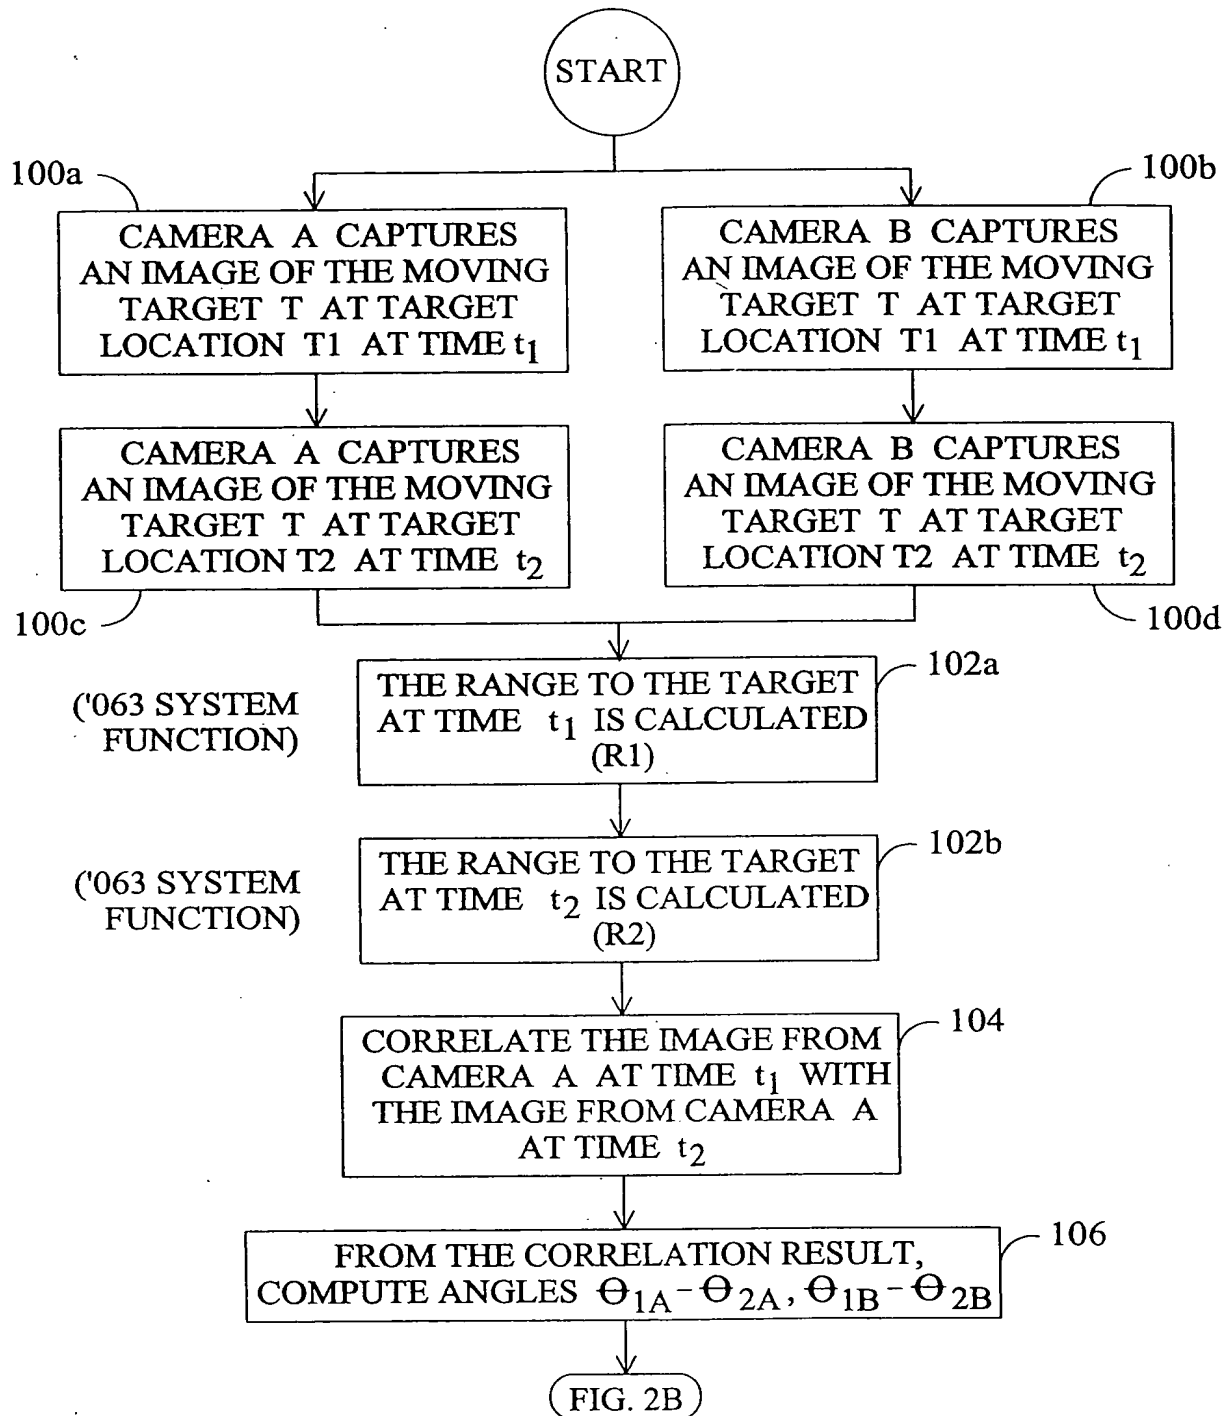 START
100a
100b
CAMERA A CAPTURES
AN IMAGE OF THE MOVING
TARGET T AT TARGET
LOCATION T1 AT TIME t1
CAMERA B CAPTURES
AN IMAGE OF THE MOVING
TARGET T AT TARGET
LOCATION T1 AT TIME t1
CAMERA A CAPTURES
AN IMAGE OF THE MOVING
TARGET T AT TARGET
LOCATION T2 AT TIME t2
CAMERA B CAPTURES
AN IMAGE OF THE MOVING
TARGET T AT TARGET
LOCATION T2 AT TIME t2
100c
100d
102a
('063 SYSTEM
FUNCTION)
THE RANGE TO THE TARGET
AT TIME t1 IS CALCULATED
(R1)
102b
('063 SYSTEM
FUNCTION)
THE RANGE TO THE TARGET
AT TIME t2 IS CALCULATED
(R2)
104
CORRELATE THE IMAGE FROM
CAMERA A AT TIME t1 WITH
THE IMAGE FROM CAMERA A
AT TIME t2
106
FROM THE CORRELATION RESULT,
COMPUTE ANGLES Θ1A-Θ2A, Θ1B-Θ2B
FIG. 2B